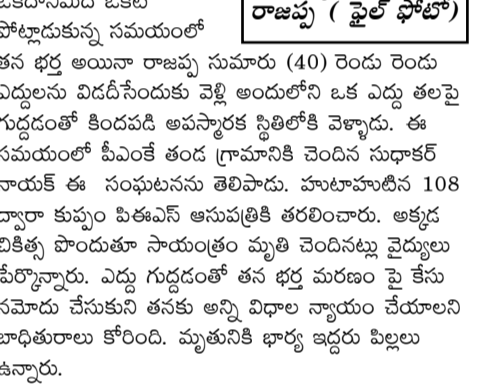 రాజప్ప ( ఫైల్ ఫోటో)
పోట్లాడుకున్న సమయంలో
తన భర్త అయినా రాజప్ప సుమారు (40) రెండు రెండు
ఎద్దులను విడదీసేందుకు వెళ్లి అందులోని ఒక ఎద్దు తలపై
గుద్దడంతో కిందపడి అపస్మారక స్థితిలోకి వెళ్ళాడు. ఈ
సమయంలో పీఎంకే తండ గ్రామానికి చెందిన సుధాకర్
నాయక్ ఈ సంఘటనను తెలిపాడు. హుటాహుటిన 108
ద్వారా కుప్పం పిఈఎస్ ఆసుపత్రికి తరలించారు. అక్కడ
చికిత్స పొందుతూ సాయంత్రం మృతి చెందినట్లు వైద్యులు
పేర్కొన్నారు. ఎద్దు గుద్దడంతో తన భర్త మరణం పై కేసు
నమోదు చేసుకుని తనకు అన్ని విధాల న్యాయం చేయాలని
బాధితురాలు కోరింది. మృతునికి భార్య ఇద్దరు పిల్లలు
ఉన్నారు.